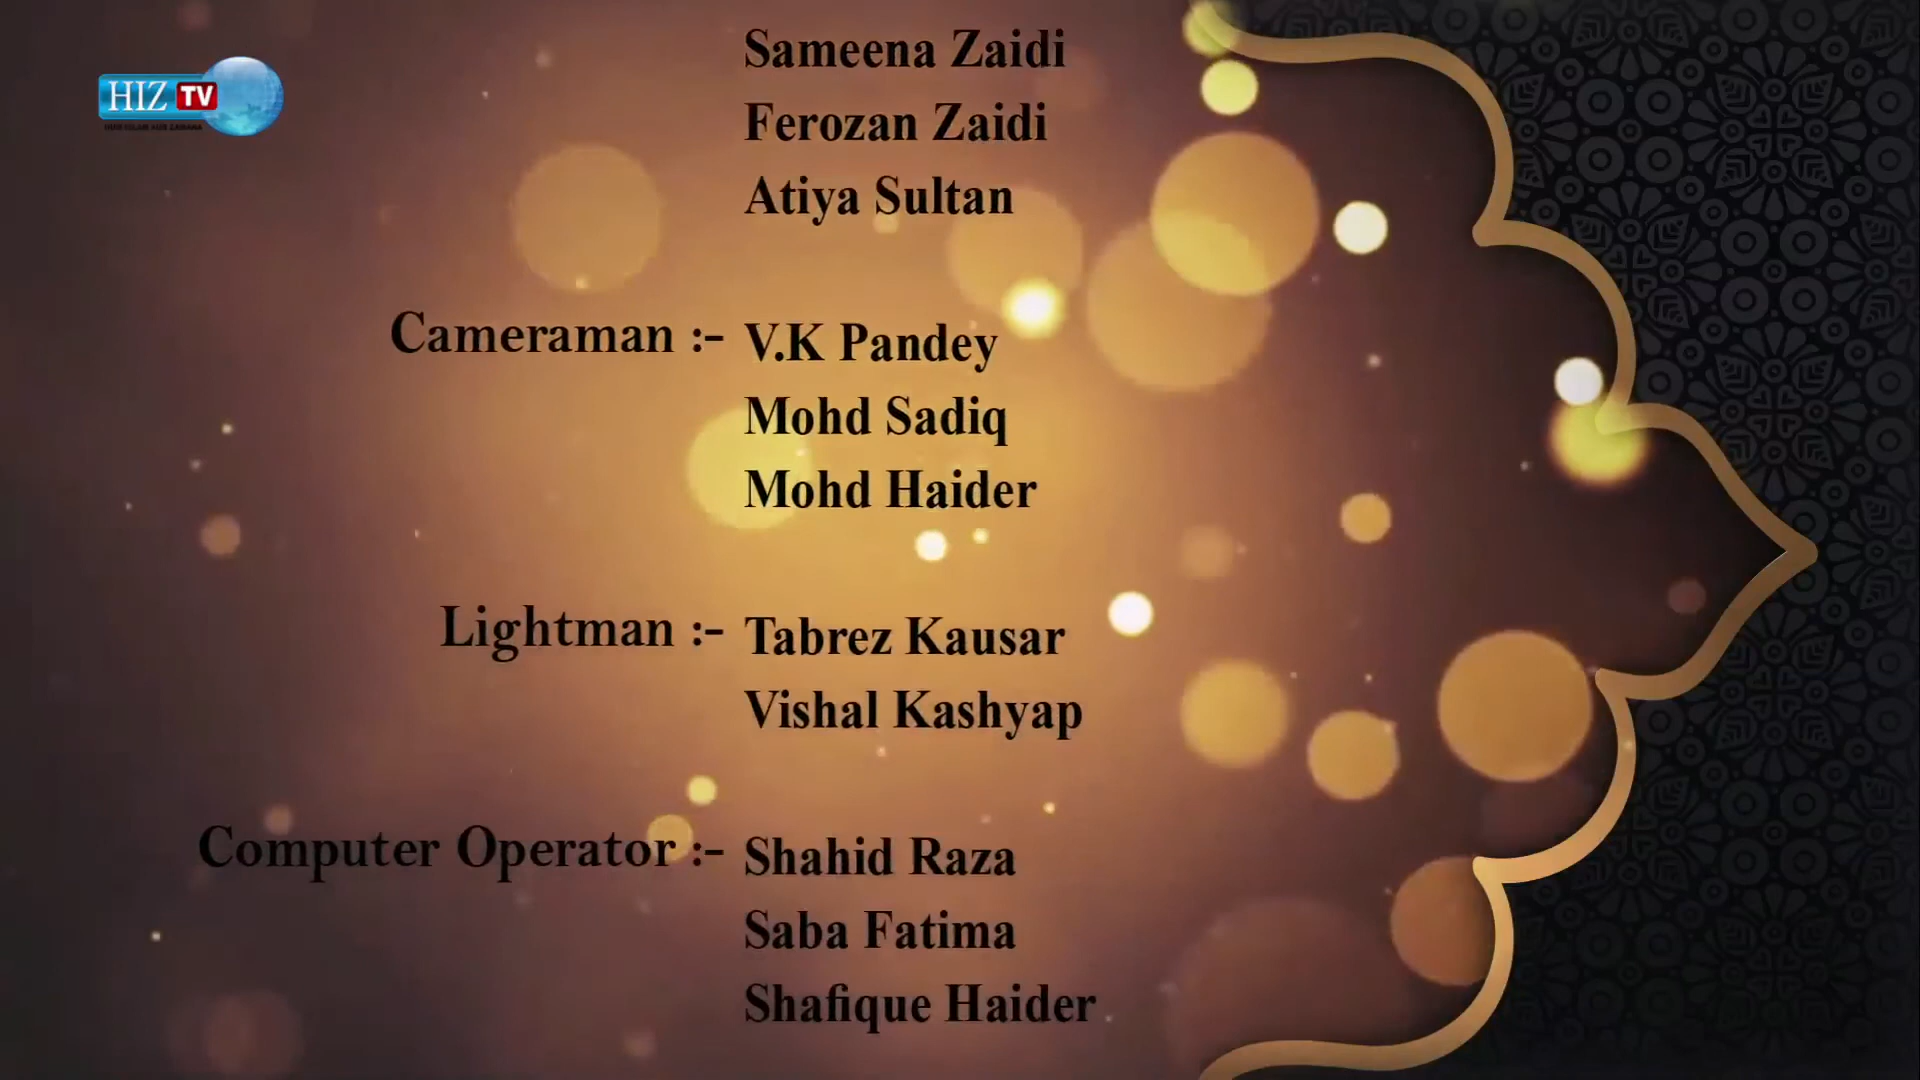 HIZ TV
Sameena Zaidi
Ferozan Zaidi
Atiya Sultan
Cameraman :- V.K Pandey
Mohd Sadiq
Mohd Haider
Lightman :- Tabrez Kausar
Vishal Kashyap
Computer Operator :- Shahid Raza
Saba Fatima
Shafique Haider